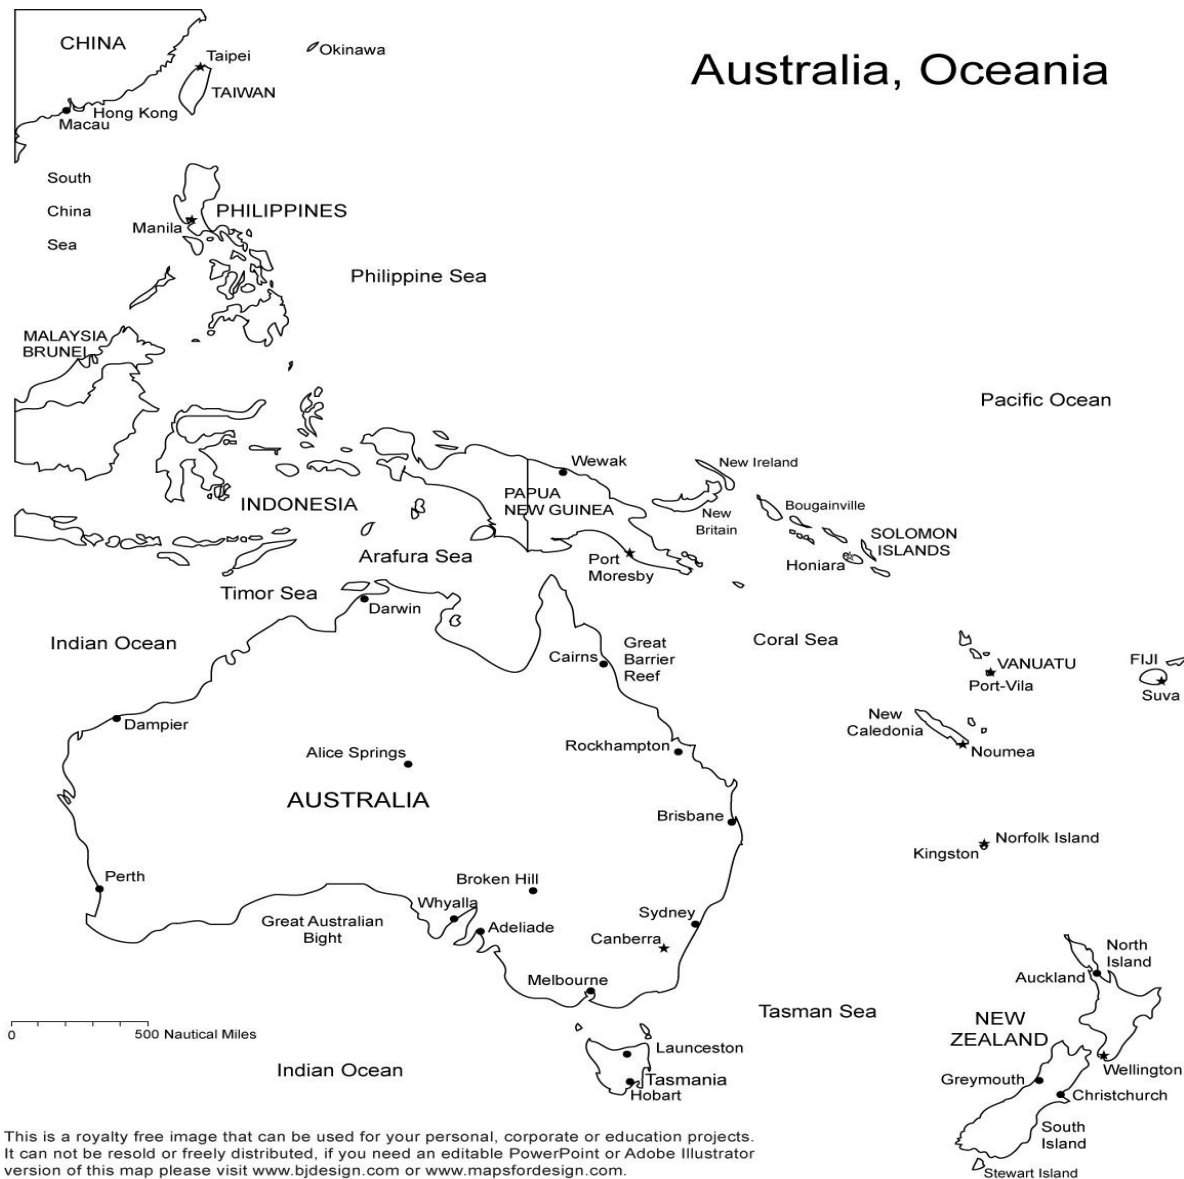 Australia, Oceania
CHINA
Taipei
Okinawa
TAIWAN
Hong Kong
Macau
South
China
Sea
PHILIPPINES
Manila
Philippine Sea
MALAYSIA
BRUNEI
Pacific Ocean
Wewak
New Ireland
INDONESIA
PAPUA
NEW GUINEA
New
Britain
Bougainville
SOLOMON
ISLANDS
Honiara
Arafura Sea
Port
Moresby
Timor Sea
Darwin
Indian Ocean
Cairns
Great
Barrier
Reef
Coral Sea
VANUATU
Port-Vila
FIJI
Suva
Dampier
New
Caledonia
Noumea
Alice Springs
Rockhampton
AUSTRALIA
Brisbane
Norfolk Island
Kingston
Perth
Broken Hill
Whyalla
Great Australian
Bight
Adeliade
Sydney
Canberra
Melbourne
North
Island
Auckland
Tasman Sea
NEW
ZEALAND
0
500 Nautical Miles
Indian Ocean
Launceston
Tasmania
Hobart
Wellington
Greymouth
Christchurch
South
Island
Stewart Island
This is a royalty free image that can be used for your personal, corporate or education projects.
It can not be resold or freely distributed, if you need an editable PowerPoint or Adobe Illustrator
version of this map please visit www.bjdesign.com or www.mapsfordesign.com.